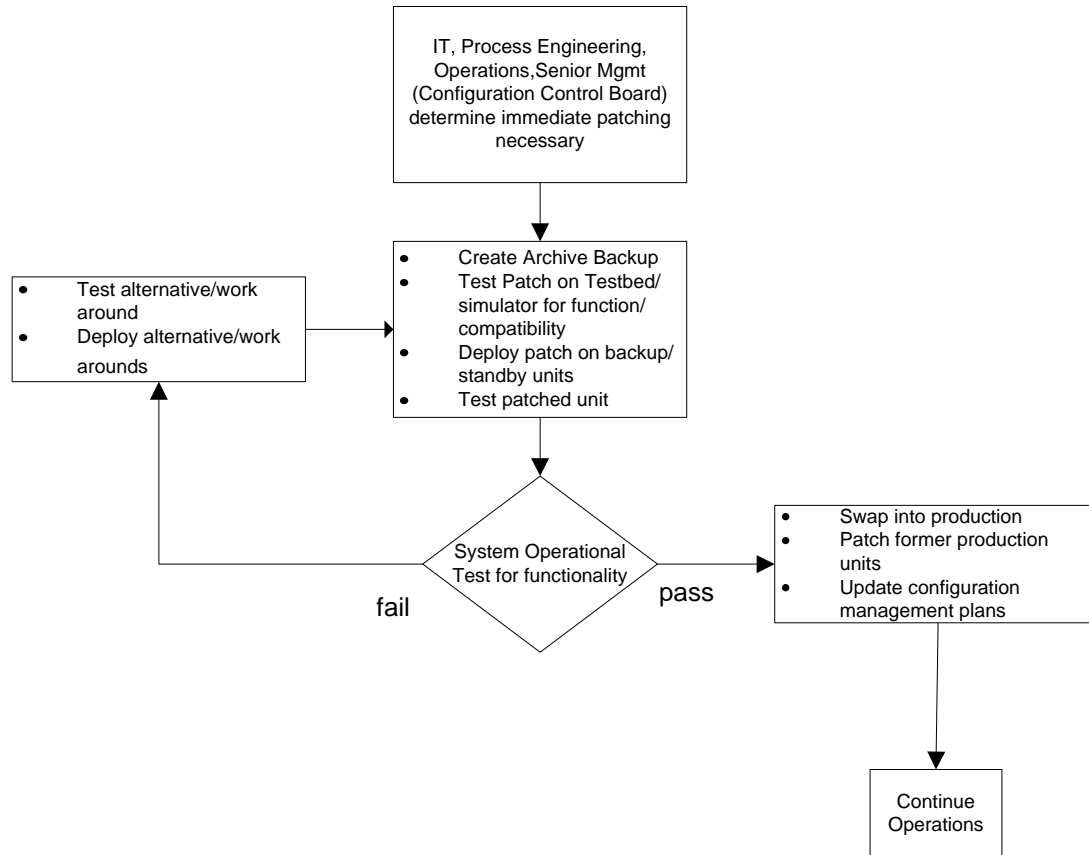 IT, Process Engineering,
Operations,Senior Mgmt
(Configuration Control Board)
determine immediate patching
necessary
• Create Archive Backup
• Test Patch on Testbed/
simulator for function/
compatibility
• Deploy patch on backup/
standby units
• Test patched unit
• Test alternative/work
around
• Deploy alternative/work
arounds
System Operational
Test for functionality
fail
pass
• Swap into production
• Patch former production
units
• Update configuration
management plans
Continue
Operations